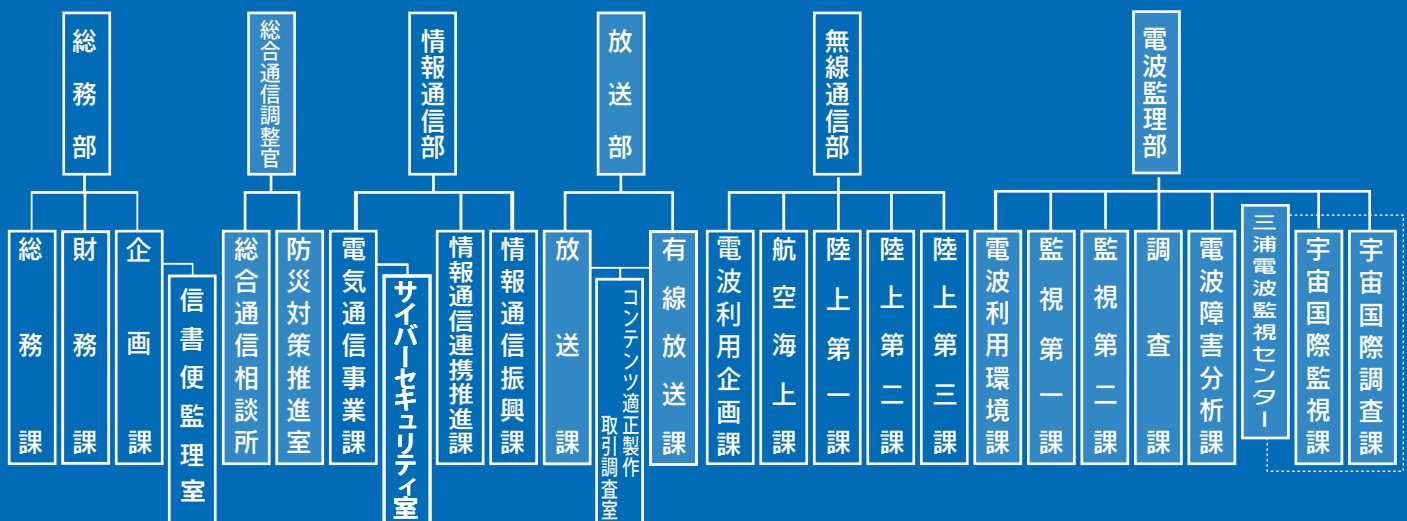 総務部
総合通信調整官
情報通信部
放送部
無線通信部
電波監理部
総務課
財務課
企画課
信書便監理室
総合通信相談所
防災対策推進室
電気通信事業課
サイバーセキュリティ室
情報通信連携推進課
情報通信振興課
放送課
コンテンツ適正製作
取引調査室
有線放送課
電波利用企画課
航空海上課
陸上第一課
陸上第二課
陸上第三課
電波利用環境課
監視第一課
監視第二課
調査課
電波障害分析課
三浦電波監視センター
宇宙国際監視課
宇宙国際調査課